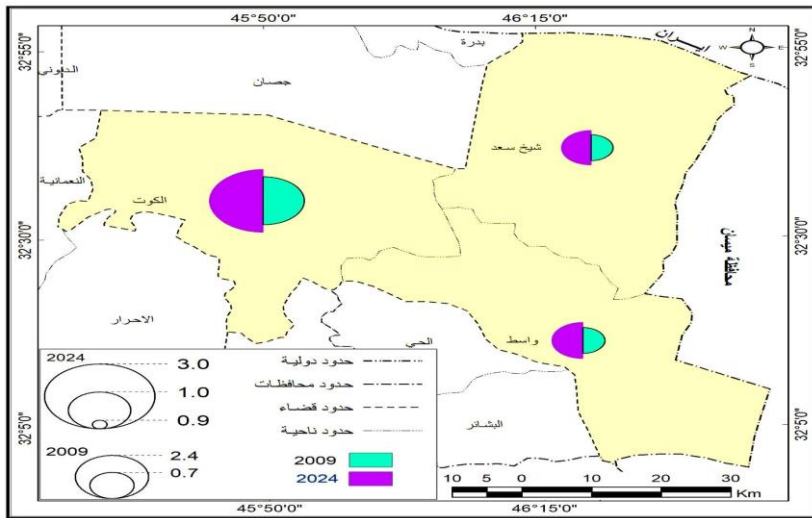 45°50'0"
46°15'0"
32°55'0"
32°55'0"
بدرة
ايران
N
W
E
S
الدبوني
جصان
شيخ سعد
النعمانية
الكوت
32°30'0"
32°30'0"
محافظة ميسان
الاحرار
الحي
واسط
2024
3.0
1.0
0.9
2009
2.4
0.7
حدود دولية
حدود محافظات
حدود قضاء
حدود ناحية
2009
2024
البشائر
32°5'0"
32°5'0"
10 5 0 10 20 30
Km
45°50'0"
46°15'0"